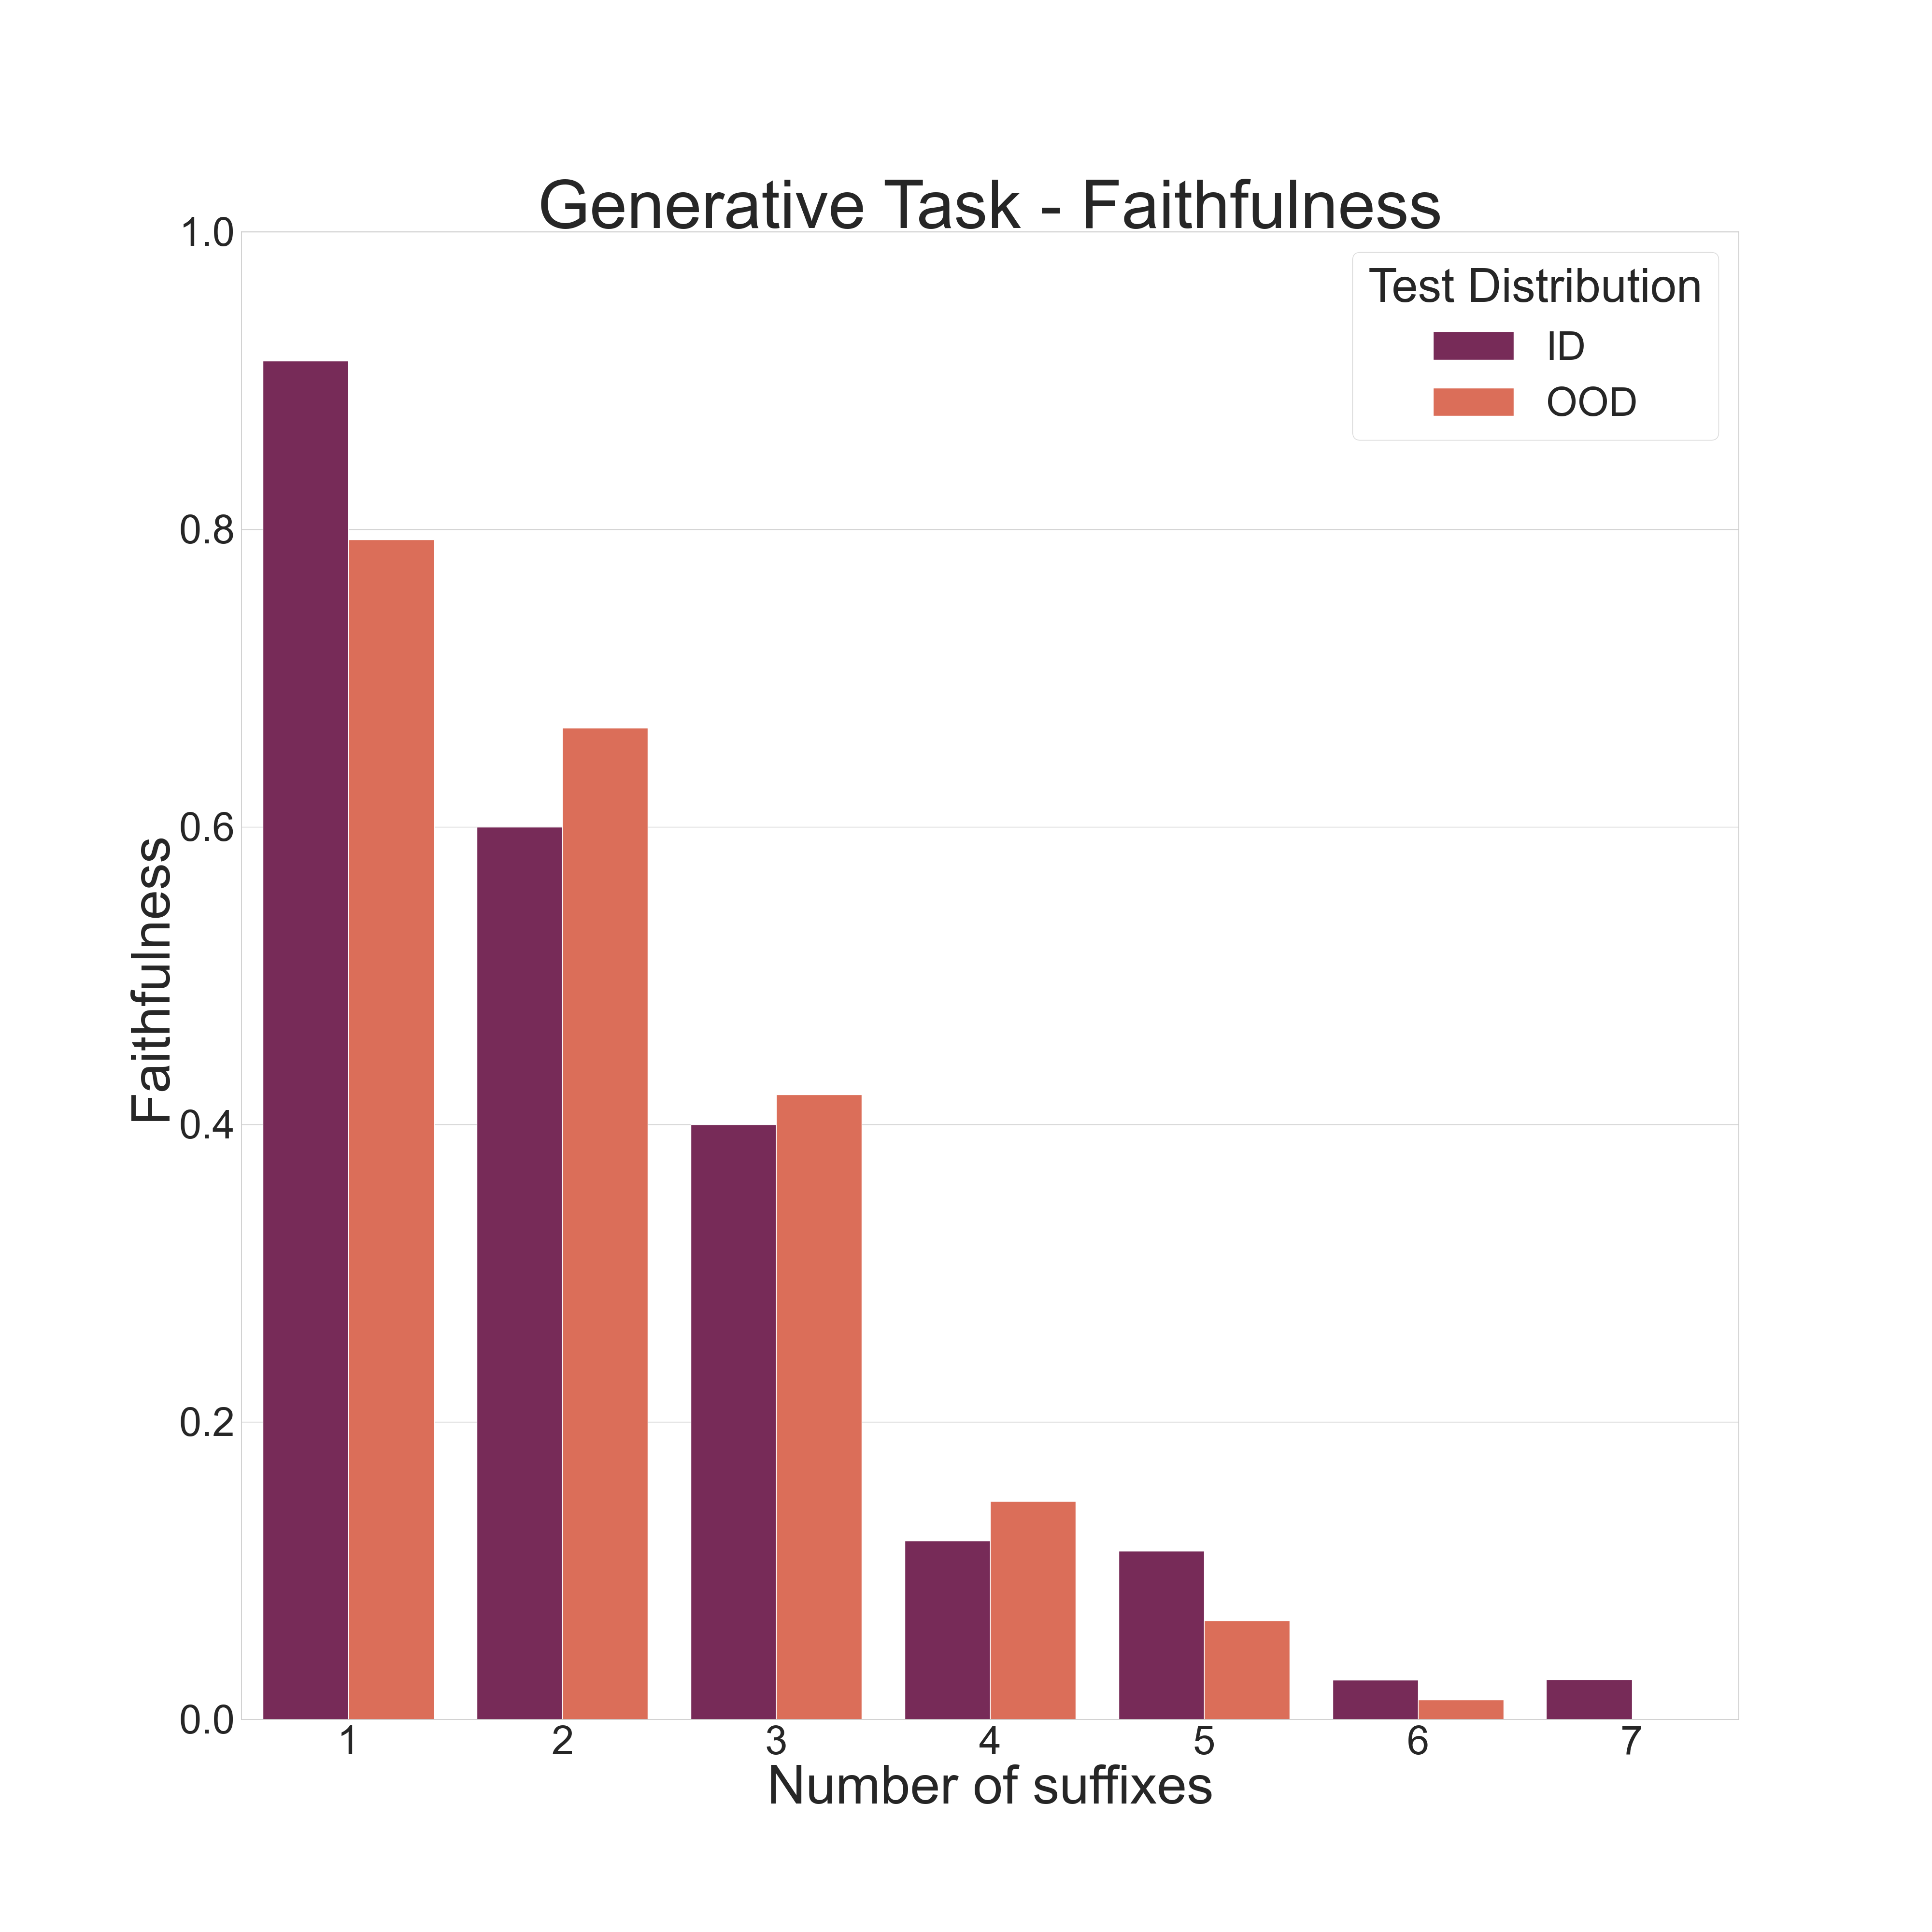 Generative Task - Faithfulness
Test Distribution
ID
OOD
Faithfulness
1.0
0.8
0.6
0.4
0.2
0.0
1 2 3 4 5 6 7
Number of suffixes